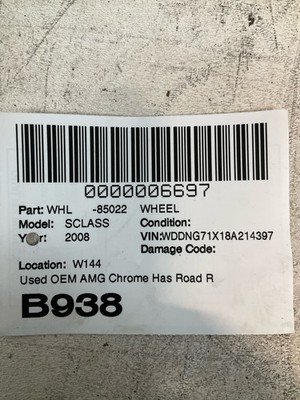 0000006697
Part: WHL -85022 WHEEL
Model: SCLASS Condition:
Year: 2008 VIN:WDDNG71X18A214397
Damage Code:
Location: W144
Used OEM AMG Chrome Has Road R
B938